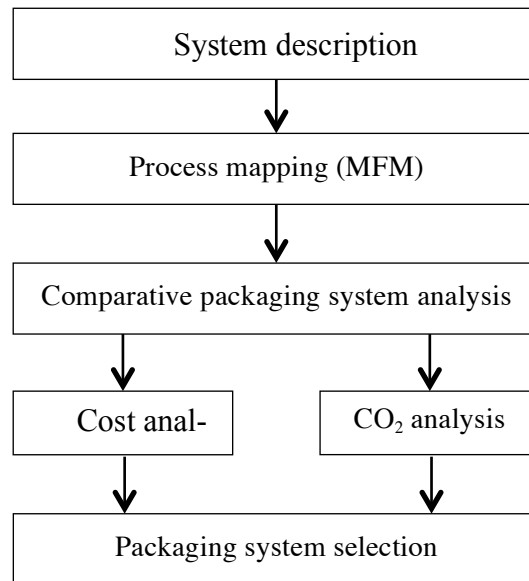 System description
Process mapping (MFM)
Comparative packaging system analysis
Cost anal-
CO₂ analysis
Packaging system selection